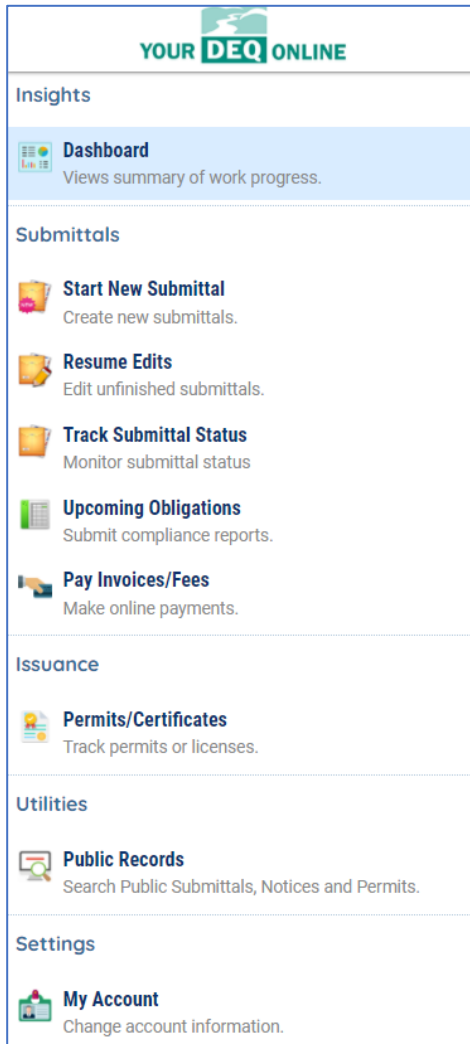 YOUR DEQ ONLINE
Insights
Dashboard
Views summary of work progress.
Submittals
Start New Submittal
Create new submittals.
Resume Edits
Edit unfinished submittals.
Track Submittal Status
Monitor submittal status
Upcoming Obligations
Submit compliance reports.
Pay Invoices/Fees
Make online payments.
Issuance
Permits/Certificates
Track permits or licenses.
Utilities
Public Records
Search Public Submittals, Notices and Permits.
Settings
My Account
Change account information.